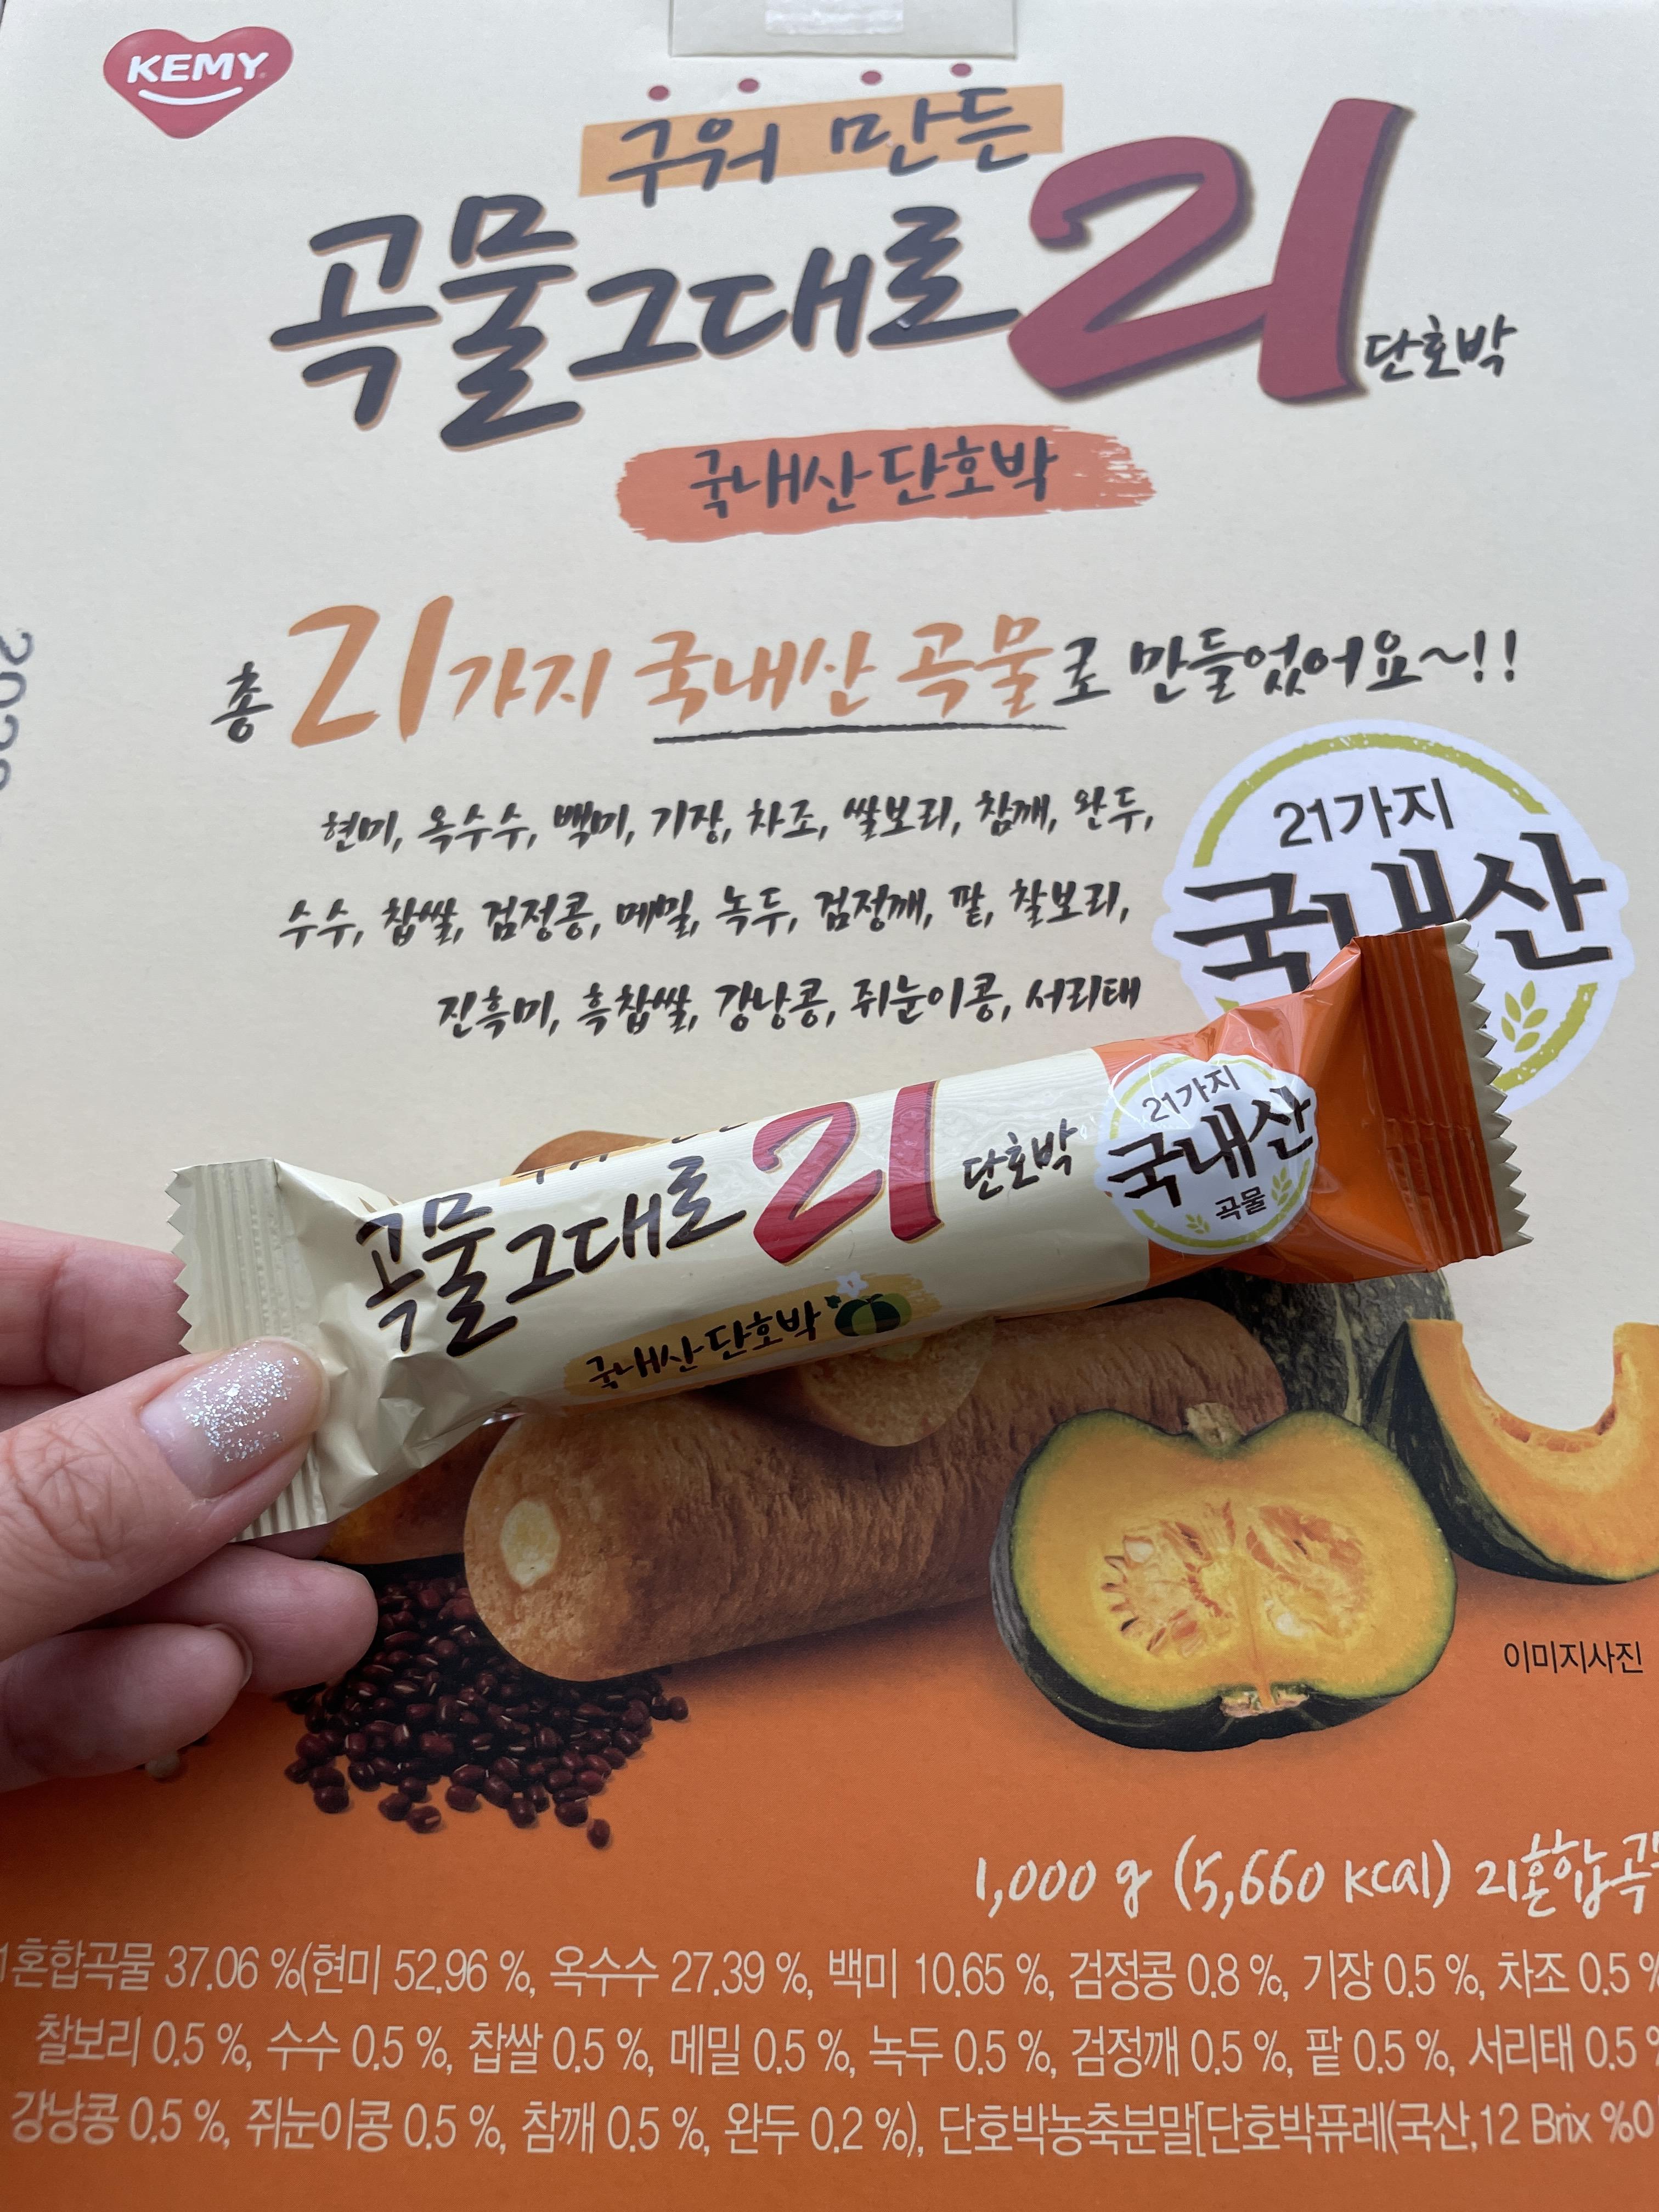 KEMY
구워 만든
곡물그대로21 단호박
국내산 단호박
총 21가지 국내산 곡물로 만들었어요~!!
현미, 옥수수, 백미, 기장, 차조, 쌀보리, 참깨, 완두,
수수, 찹쌀, 검정콩, 메밀, 녹두, 검정깨, 팥, 찰보리,
진흑미, 흑찹쌀, 강낭콩, 쥐눈이콩, 서리태
21가지
국내산
곡물그대로21 단호박
국내산 단호박
21가지
국내산
곡물
이미지사진
1,000 g (5,660 kcal) 21혼합곡
혼합곡물 37.06 %(현미 52.96 %, 옥수수 27.39 %, 백미 10.65 %, 검정콩 0.8 %, 기장 0.5 %, 차조 0.5 %
찰보리 0.5 %, 수수 0.5 %, 찹쌀 0.5 %, 메밀 0.5 %, 녹두 0.5 %, 검정깨 0.5 %, 팥 0.5 %, 서리태 0.5 %
강낭콩 0.5 %, 쥐눈이콩 0.5 %, 참깨 0.5 %, 완두 0.2 %), 단호박농축분말[단호박퓨레(국산,12 Brix %